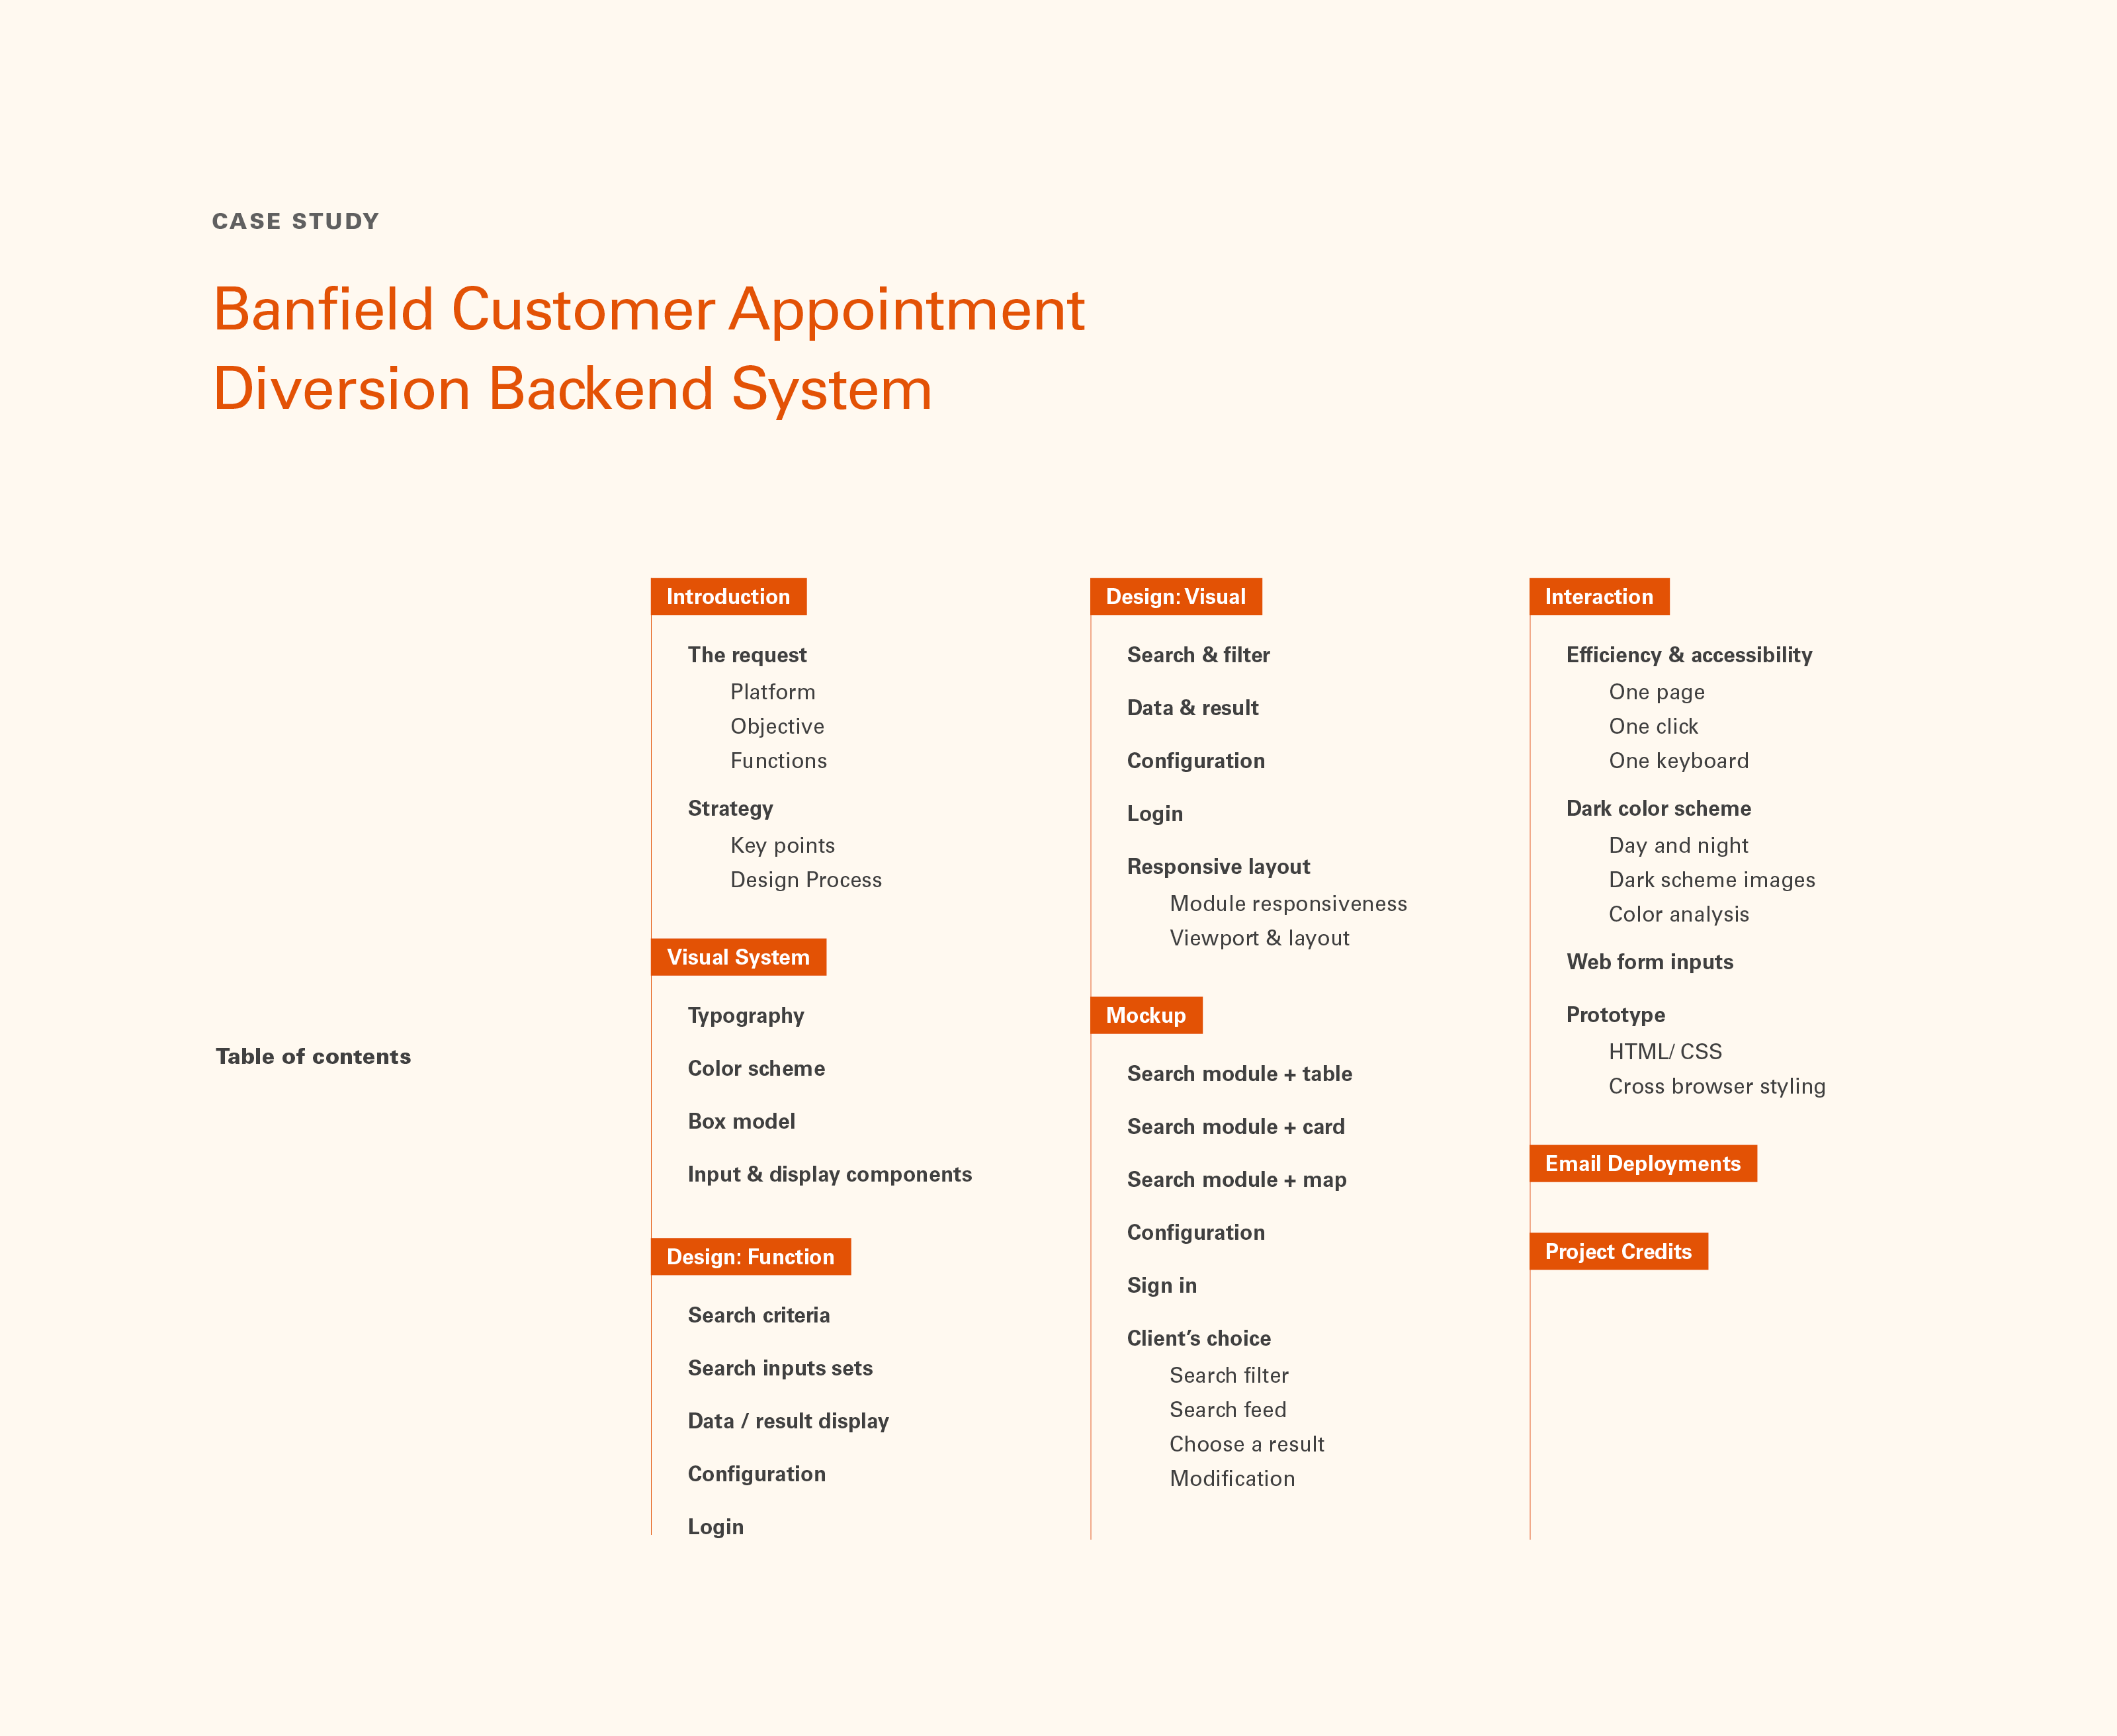 CASE STUDY
Banfield Customer Appointment
Diversion Backend System
Table of contents
Introduction
The request
Platform
Objective
Functions
Strategy
Key points
Design Process
Visual System
Typography
Color scheme
Box model
Input & display components
Design: Function
Search criteria
Search inputs sets
Data / result display
Configuration
Login
Design: Visual
Search & filter
Data & result
Configuration
Login
Responsive layout
Module responsiveness
Viewport & layout
Mockup
Search module + table
Search module + card
Search module + map
Configuration
Sign in
Client’s choice
Search filter
Search feed
Choose a result
Modification
Interaction
Efficiency & accessibility
One page
One click
One keyboard
Dark color scheme
Day and night
Dark scheme images
Color analysis
Web form inputs
Prototype
HTML/ CSS
Cross browser styling
Email Deployments
Project Credits